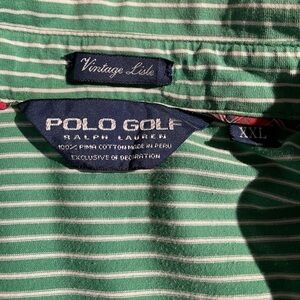 Vintage Lisle
POLO GOLF
RALPH LAUREN
100% PIMA COTTON MADE IN PERU
EXCLUSIVE OF DECORATION
XXL